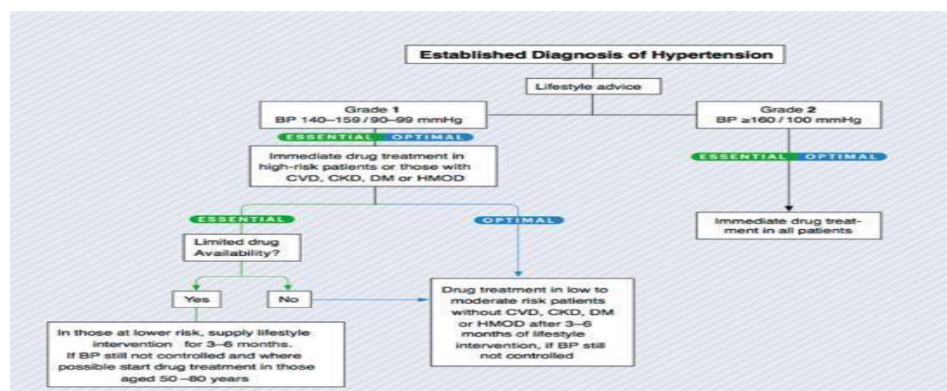 Established Diagnosis of Hypertension
Lifestyle advice
Grade 1
BP 140–159 / 90–99 mmHg
ESSENTIAL OPTIMAL
Immediate drug treatment in
high-risk patients or those with
CVD, CKD, DM or HMOD
Grade 2
BP ≥160 / 100 mmHg
ESSENTIAL OPTIMAL
Immediate drug treat-
ment in all patients
ESSENTIAL
OPTIMAL
Limited drug
Availability?
Yes
No
In those at lower risk, supply lifestyle
intervention for 3–6 months.
If BP still not controlled and where
possible start drug treatment in those
aged 50–80 years
Drug treatment in low to
moderate risk patients
without CVD, CKD, DM
or HMOD after 3–6
months of lifestyle
intervention, if BP still
not controlled